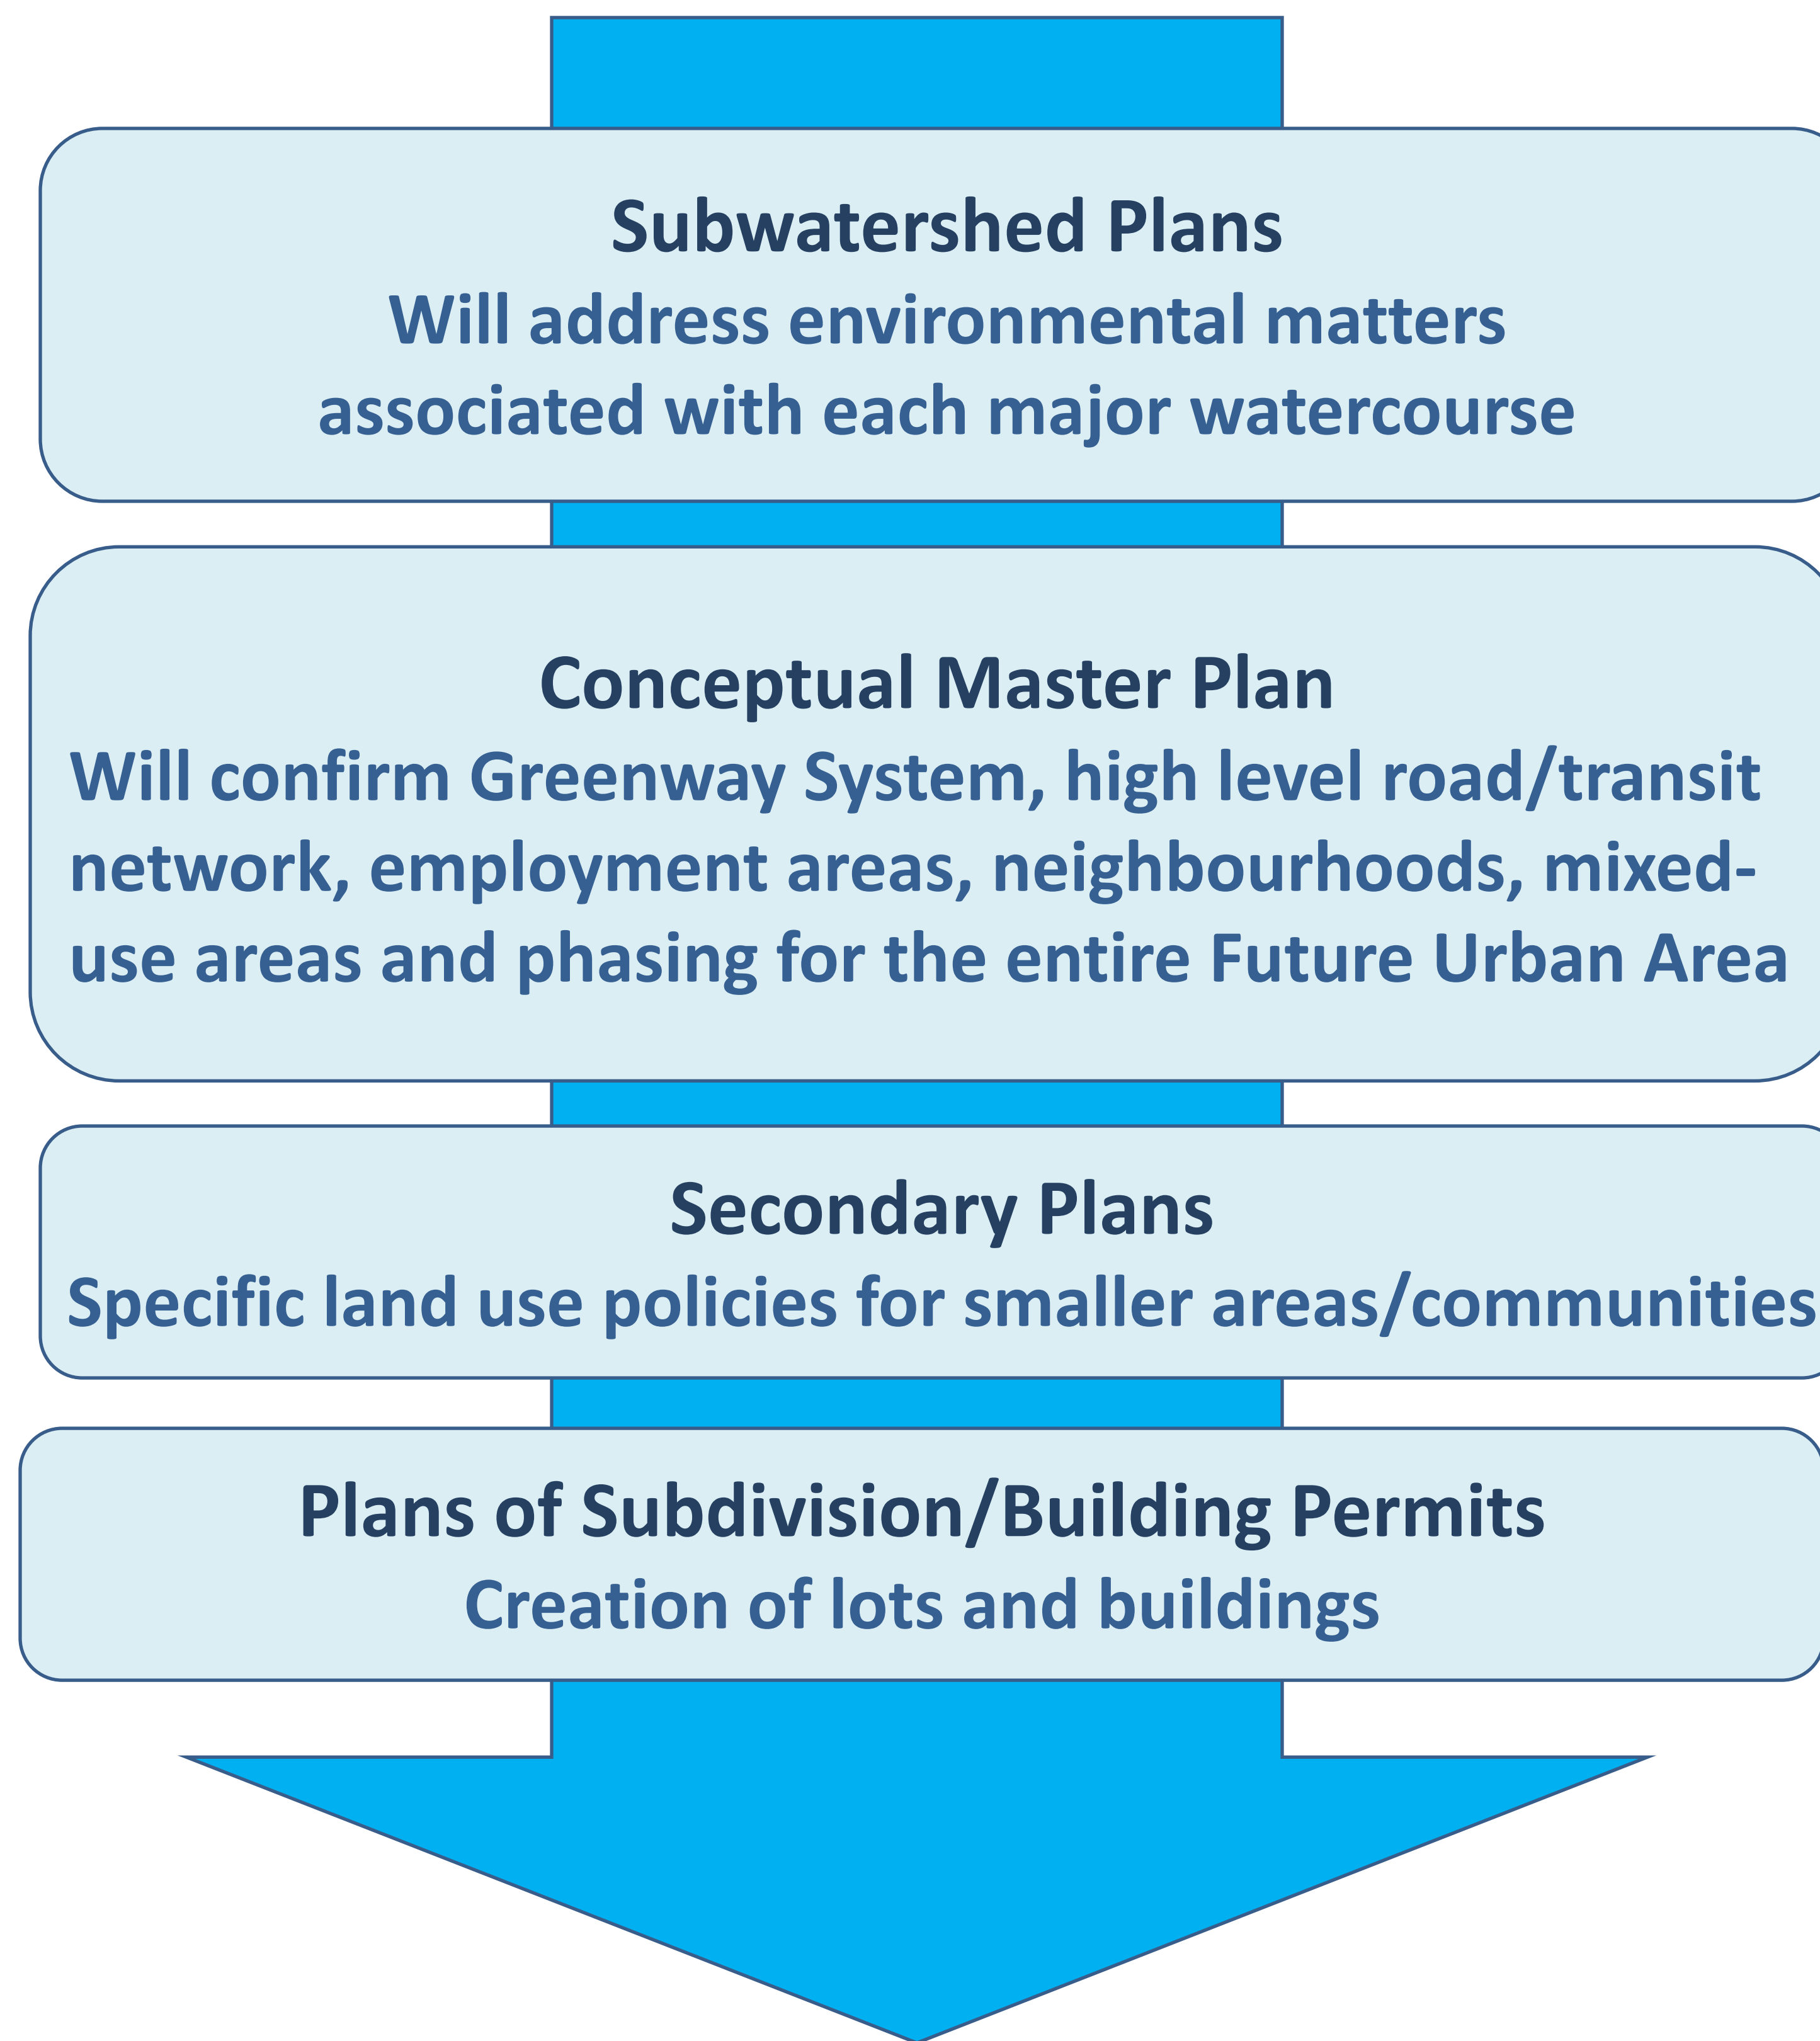 Subwatershed Plans
Will address environmental matters
associated with each major watercourse
Conceptual Master Plan
Will confirm Greenway System, high level road/transit
network, employment areas, neighbourhoods, mixed-
use areas and phasing for the entire Future Urban Area
Secondary Plans
Specific land use policies for smaller areas/communities
Plans of Subdivision/Building Permits
Creation of lots and buildings